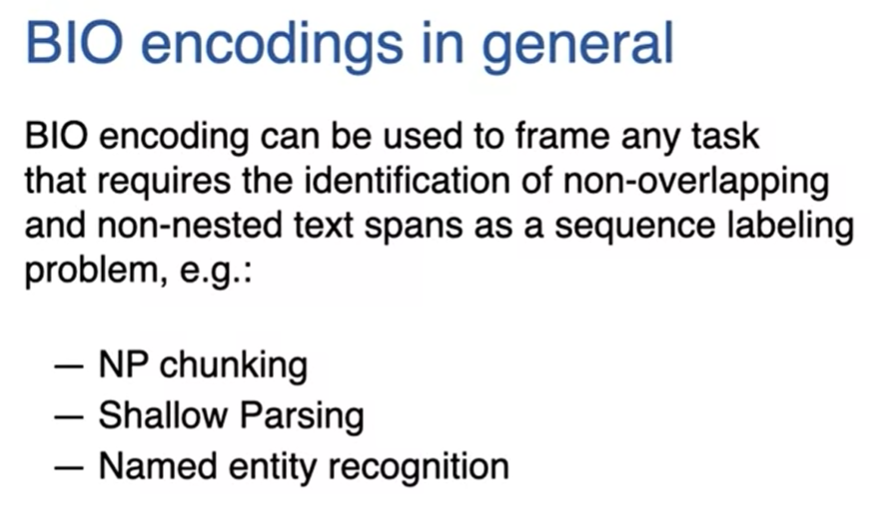 BIO encodings in general
BIO encoding can be used to frame any task
that requires the identification of non-overlapping
and non-nested text spans as a sequence labeling
problem, e.g.:
— NP chunking
— Shallow Parsing
— Named entity recognition